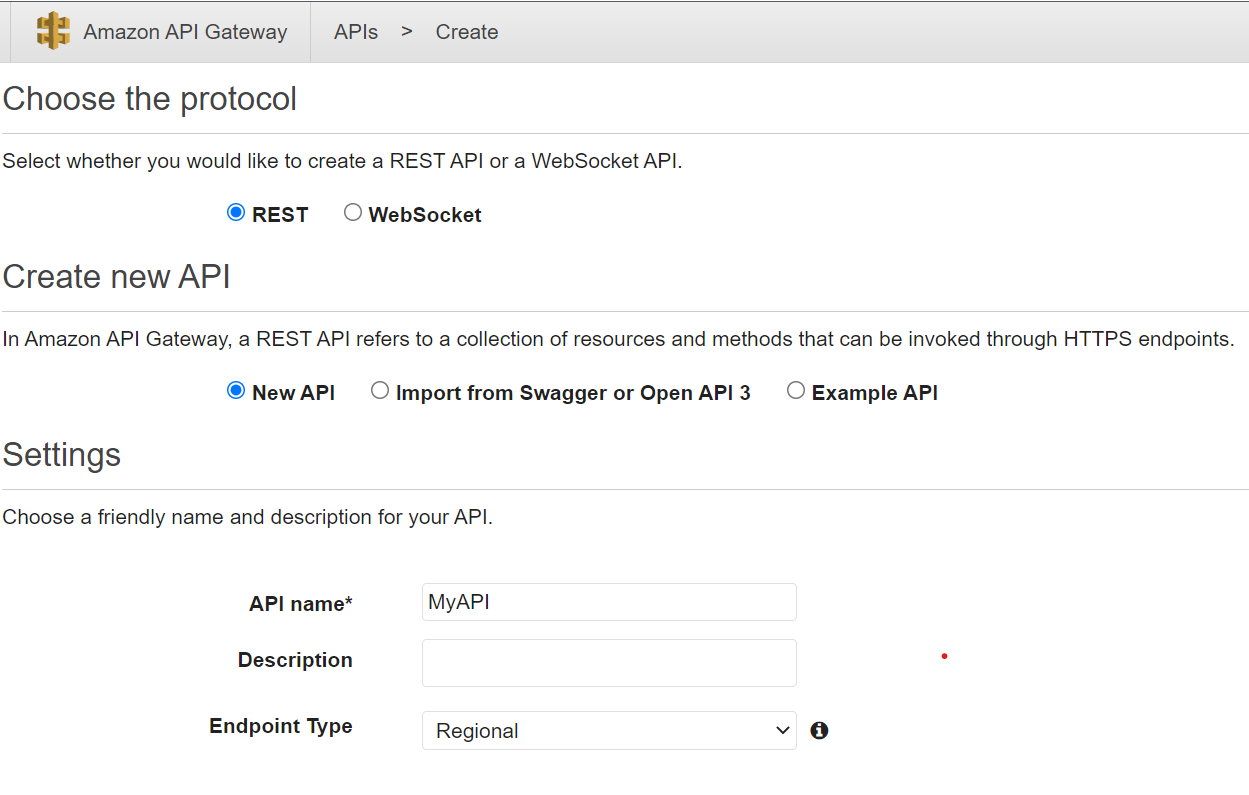 Amazon API Gateway APIs > Create
Choose the protocol
Select whether you would like to create a REST API or a WebSocket API.
REST WebSocket
Create new API
In Amazon API Gateway, a REST API refers to a collection of resources and methods that can be invoked through HTTPS endpoints.
New API Import from Swagger or Open API 3 Example API
Settings
Choose a friendly name and description for your API.
API name* MyAPI
Description
Endpoint Type Regional